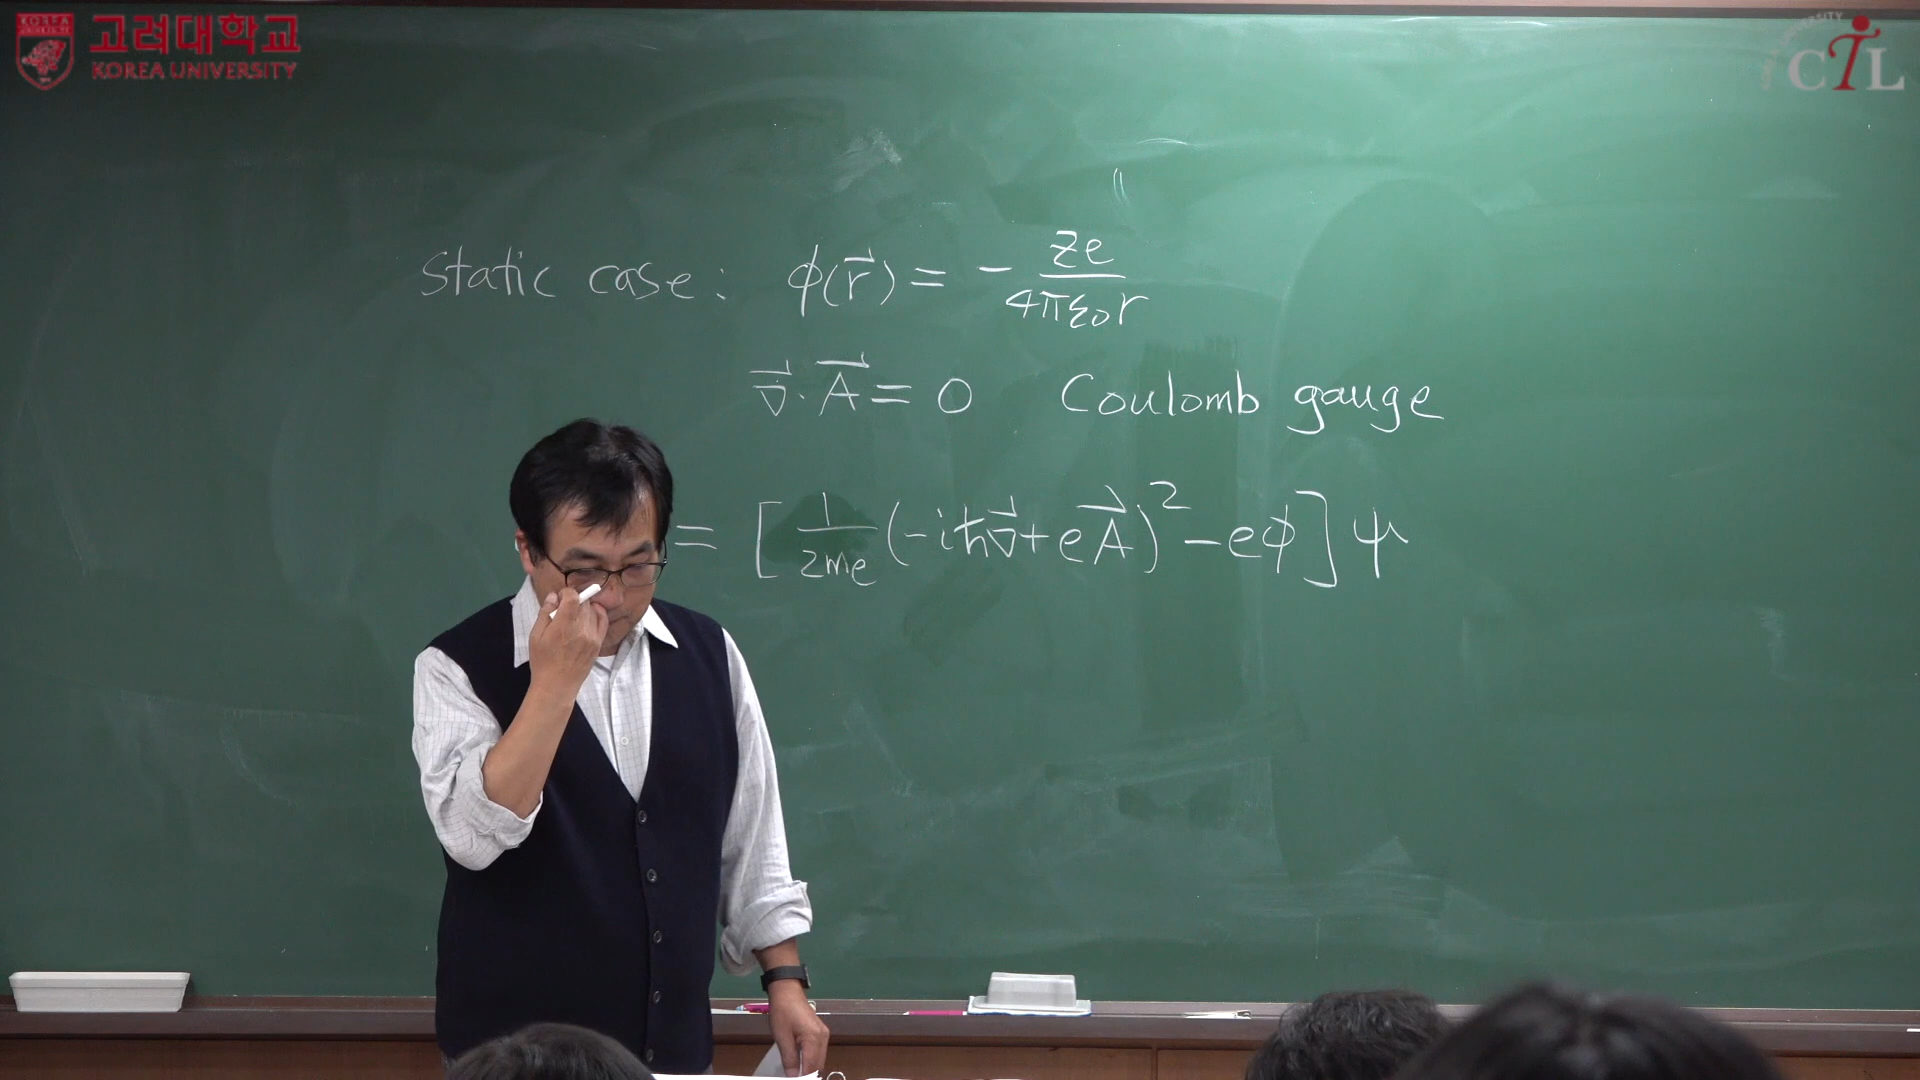 고려대학교
KOREA UNIVERSITY
CTL
static case : ϕ(r⃗) = - Ze / 4πε₀r
∇⃗ · A⃗ = 0 Coulomb gauge
= [ 1/2mₑ (-iħ∇⃗ + eA⃗)² - eϕ ] ψ